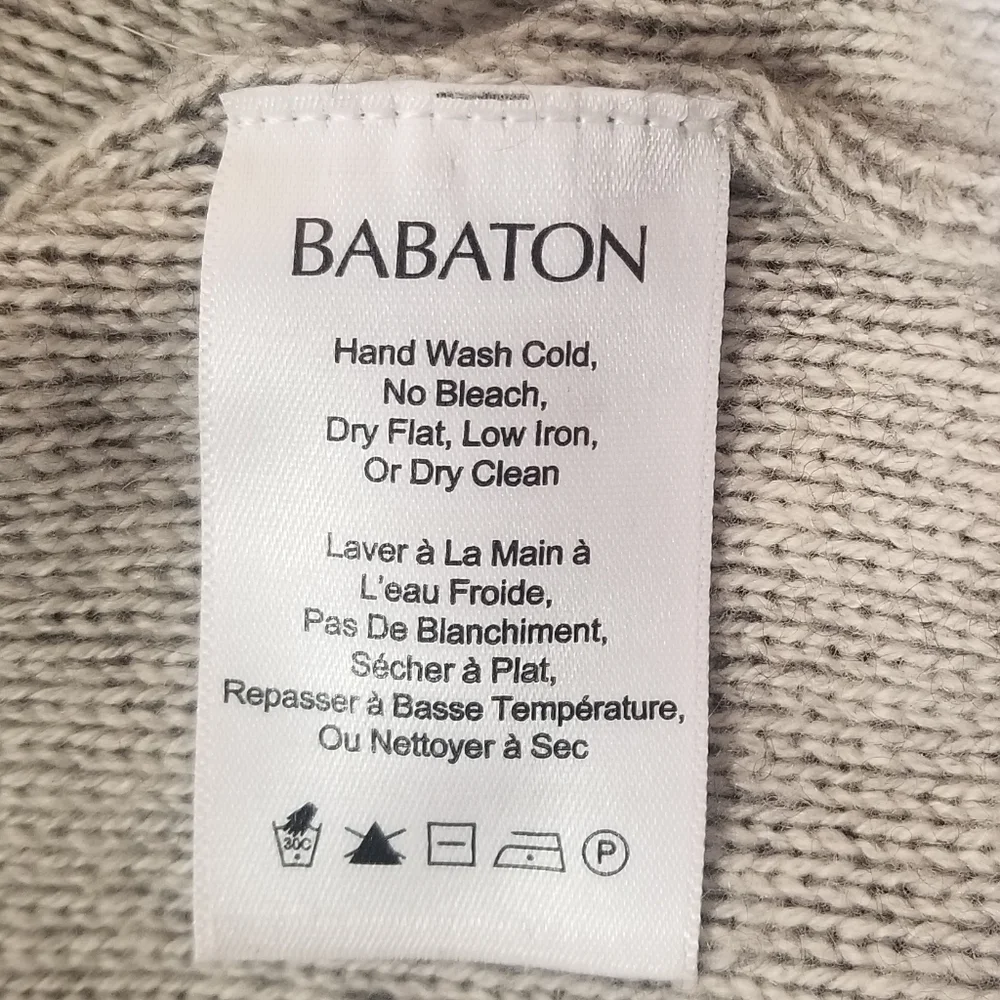 BABATON
Hand Wash Cold,
No Bleach,
Dry Flat, Low Iron,
Or Dry Clean
Laver à La Main à
L'eau Froide,
Pas De Blanchiment,
Sécher à Plat,
Repasser à Basse Température,
Ou Nettoyer à Sec
30C P